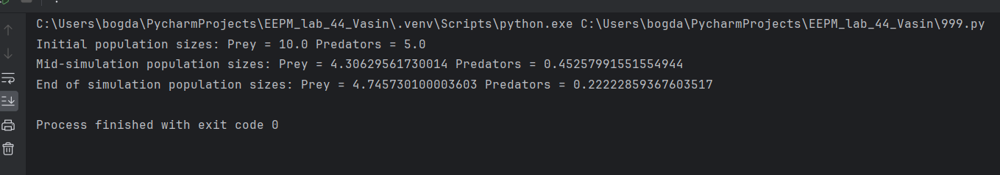 C:\Users\bogda\PycharmProjects\EEPM_lab_44_Vasin\.venv\Scripts\python.exe C:\Users\bogda\PycharmProjects\EEPM_lab_44_Vasin\999.py
Initial population sizes: Prey = 10.0 Predators = 5.0
Mid-simulation population sizes: Prey = 4.30629561730014 Predators = 0.45257991551554944
End of simulation population sizes: Prey = 4.745730100003603 Predators = 0.22222859367603517
Process finished with exit code 0